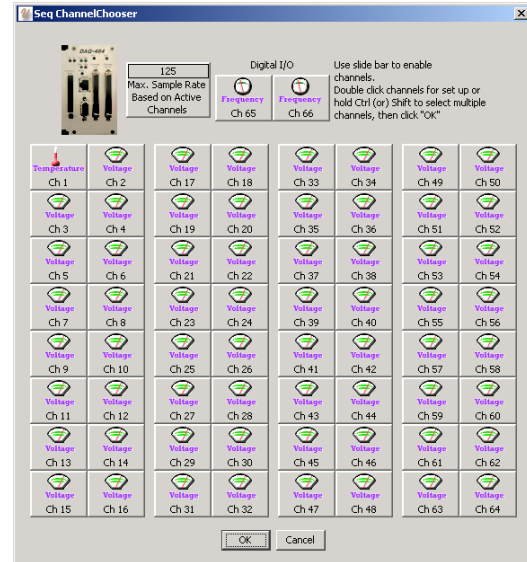 Seq ChannelChooser
DAQ-464
125
Max. Sample Rate
Based on Active
Channels
Digital I/O
Frequency Frequency
Ch 65 Ch 66
Use slide bar to enable
channels.
Double click channels for set up or
hold Ctrl (or) Shift to select multiple
channels, then click "OK"
Temperature Voltage Voltage Voltage Voltage Voltage Voltage Voltage
Ch 1 Ch 2 Ch 17 Ch 18 Ch 33 Ch 34 Ch 49 Ch 50
Voltage Voltage Voltage Voltage Voltage Voltage Voltage Voltage
Ch 3 Ch 4 Ch 19 Ch 20 Ch 35 Ch 36 Ch 51 Ch 52
Voltage Voltage Voltage Voltage Voltage Voltage Voltage Voltage
Ch 5 Ch 6 Ch 21 Ch 22 Ch 37 Ch 38 Ch 53 Ch 54
Voltage Voltage Voltage Voltage Voltage Voltage Voltage Voltage
Ch 7 Ch 8 Ch 23 Ch 24 Ch 39 Ch 40 Ch 55 Ch 56
Voltage Voltage Voltage Voltage Voltage Voltage Voltage Voltage
Ch 9 Ch 10 Ch 25 Ch 26 Ch 41 Ch 42 Ch 57 Ch 58
Voltage Voltage Voltage Voltage Voltage Voltage Voltage Voltage
Ch 11 Ch 12 Ch 27 Ch 28 Ch 43 Ch 44 Ch 59 Ch 60
Voltage Voltage Voltage Voltage Voltage Voltage Voltage Voltage
Ch 13 Ch 14 Ch 29 Ch 30 Ch 45 Ch 46 Ch 61 Ch 62
Voltage Voltage Voltage Voltage Voltage Voltage Voltage Voltage
Ch 15 Ch 16 Ch 31 Ch 32 Ch 47 Ch 48 Ch 63 Ch 64
OK Cancel